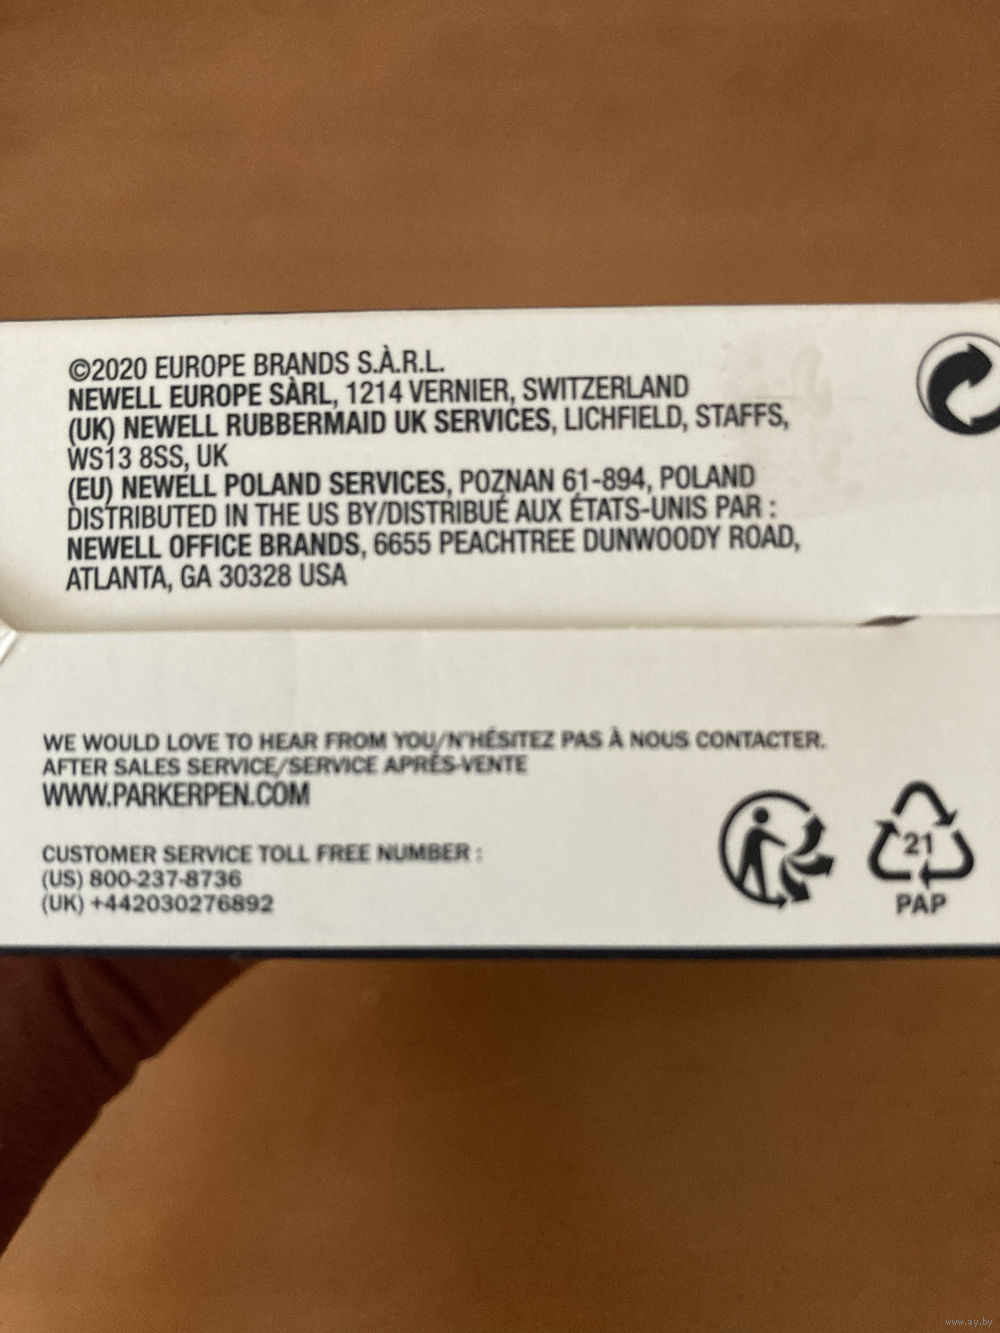 ©2020 EUROPE BRANDS S.À.R.L.
NEWELL EUROPE SÀRL, 1214 VERNIER, SWITZERLAND
(UK) NEWELL RUBBERMAID UK SERVICES, LICHFIELD, STAFFS,
WS13 8SS, UK
(EU) NEWELL POLAND SERVICES, POZNAN 61-894, POLAND
DISTRIBUTED IN THE US BY/DISTRIBUÉ AUX ÉTATS-UNIS PAR :
NEWELL OFFICE BRANDS, 6655 PEACHTREE DUNWOODY ROAD,
ATLANTA, GA 30328 USA
WE WOULD LOVE TO HEAR FROM YOU/N'HÉSITEZ PAS À NOUS CONTACTER.
AFTER SALES SERVICE/SERVICE APRÈS-VENTE
WWW.PARKERPEN.COM
CUSTOMER SERVICE TOLL FREE NUMBER :
(US) 800-237-8736
(UK) +442030276892
21
PAP
www.ay.by